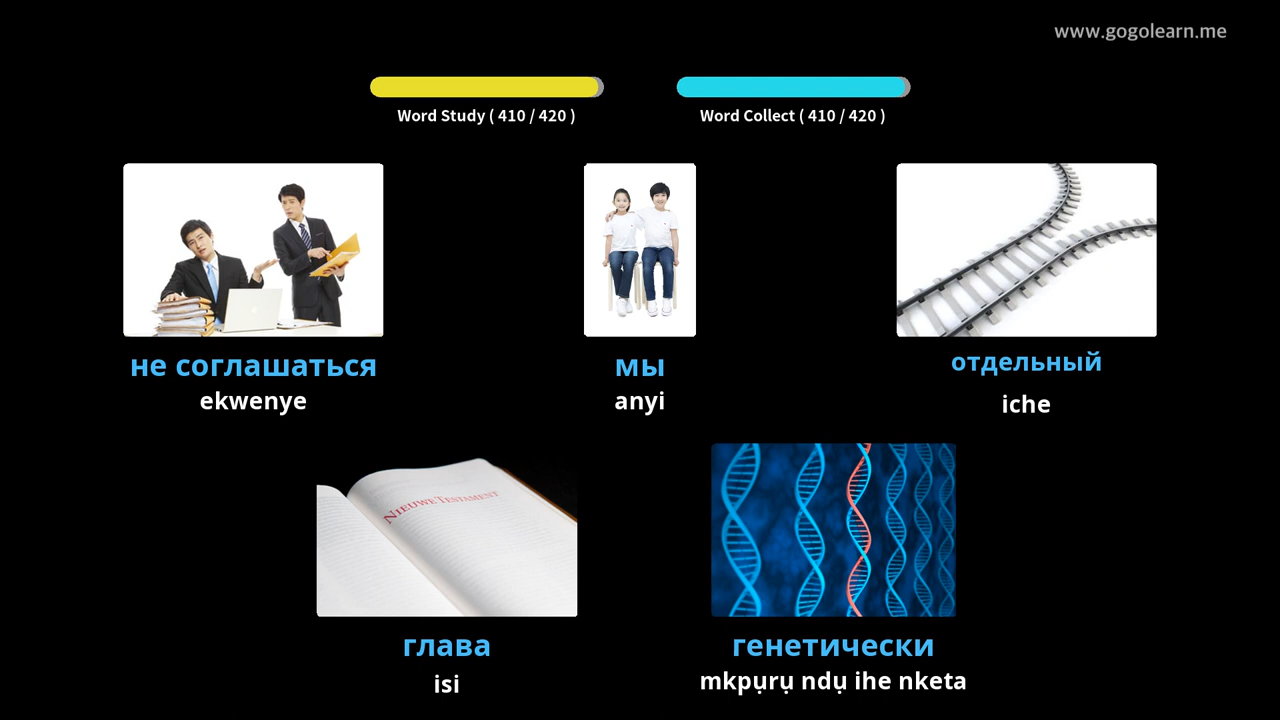 www.gogolearn.me
Word Study ( 410 / 420 )
Word Collect ( 410 / 420 )
не соглашаться
ekwenye
мы
anyi
отдельный
iche
NIEUWE TESTAMENT
глава
isi
генетически
mkpụrụ ndụ ihe nketa